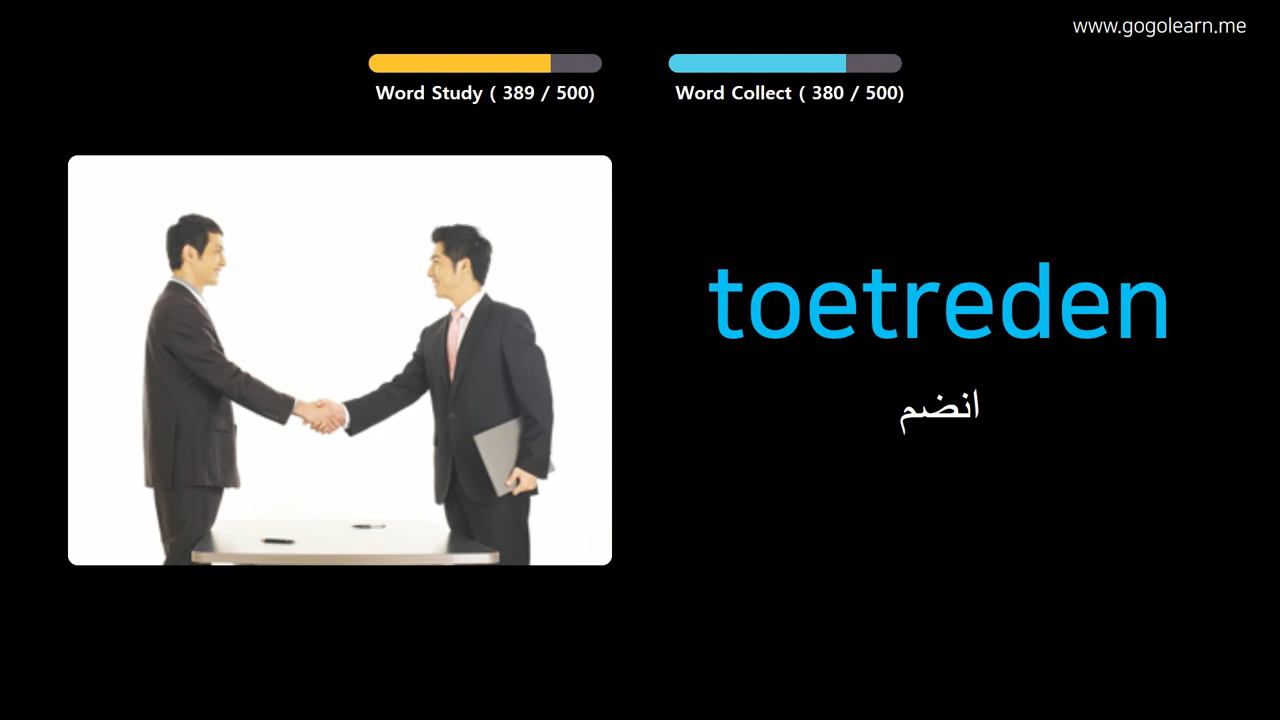 www.gogolearn.me
Word Study ( 389 / 500)
Word Collect ( 380 / 500)
toetreden
انضم